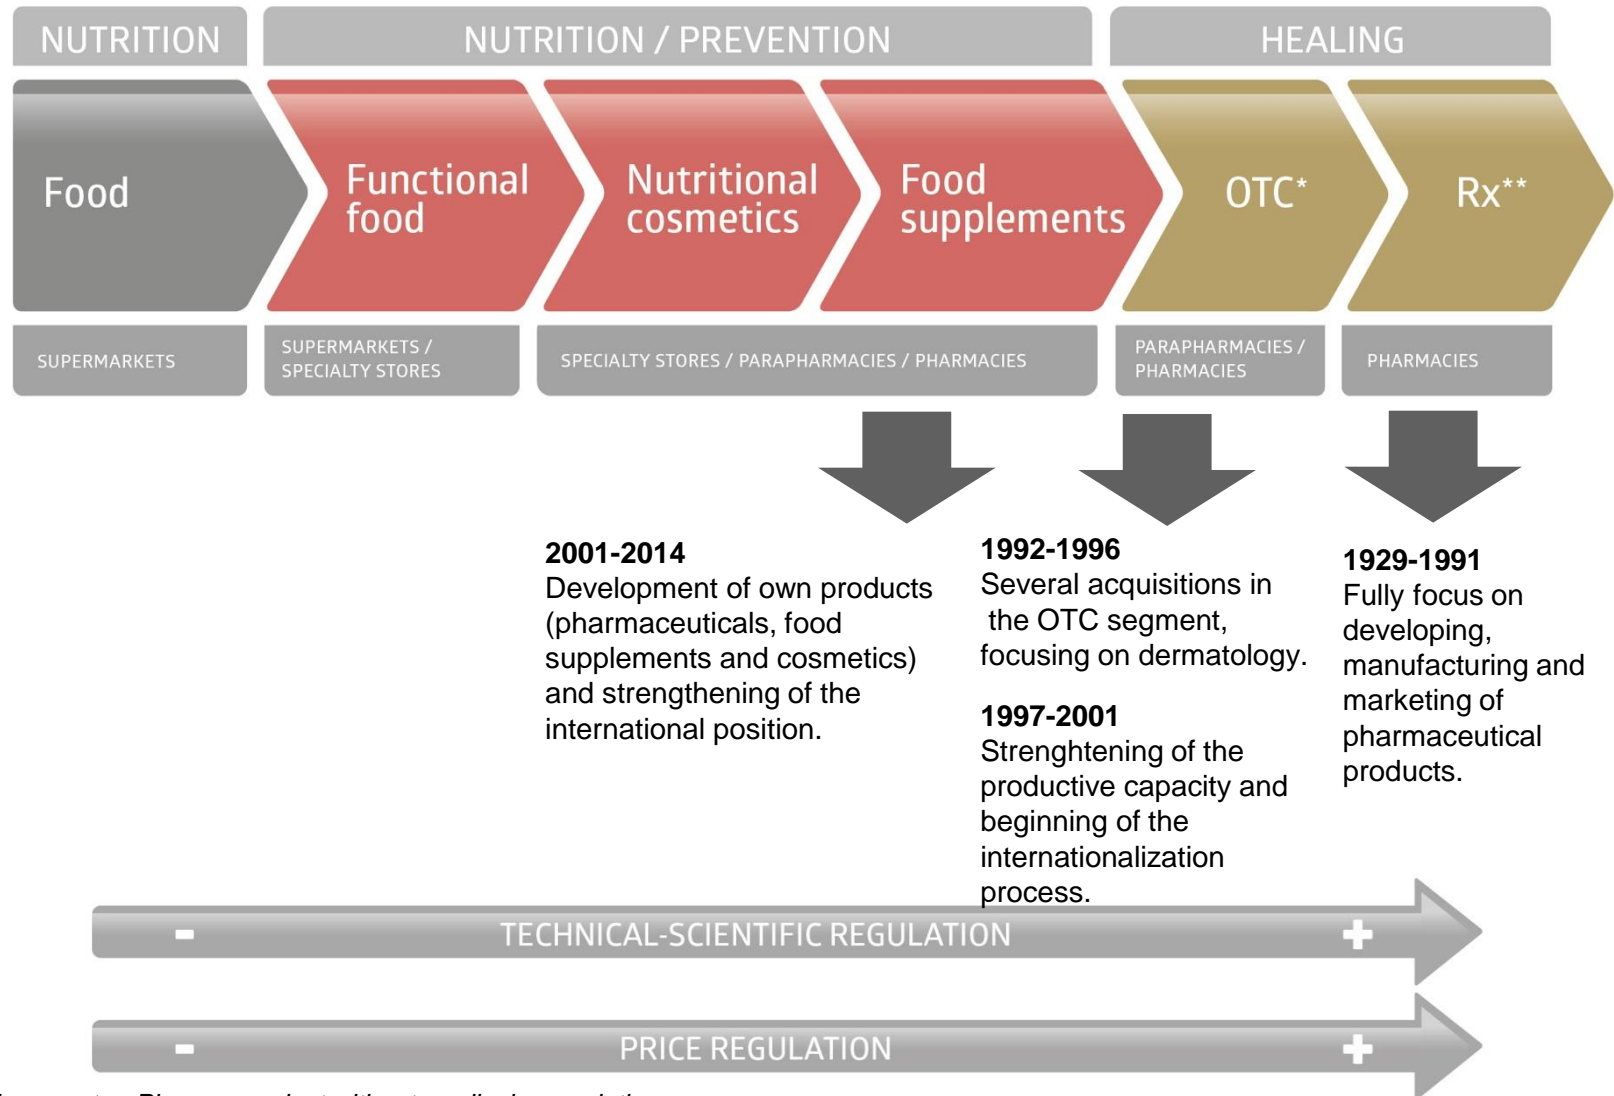 NUTRITION
NUTRITION / PREVENTION
HEALING
Food
Functional
food
Nutritional
cosmetics
Food
supplements
OTC*
Rx**
SUPERMARKETS
SUPERMARKETS /
SPECIALTY STORES
SPECIALTY STORES / PARAPHARMACIES / PHARMACIES
PARAPHARMACIES /
PHARMACIES
PHARMACIES
2001-2014
Development of own products
(pharmaceuticals, food
supplements and cosmetics)
and strengthening of the
international position.
1992-1996
Several acquisitions in
the OTC segment,
focusing on dermatology.
1997-2001
Strenghtening of the
productive capacity and
beginning of the
internationalization
process.
1929-1991
Fully focus on
developing,
manufacturing and
marketing of
pharmaceutical
products.
- TECHNICAL-SCIENTIFIC REGULATION +
- PRICE REGULATION +